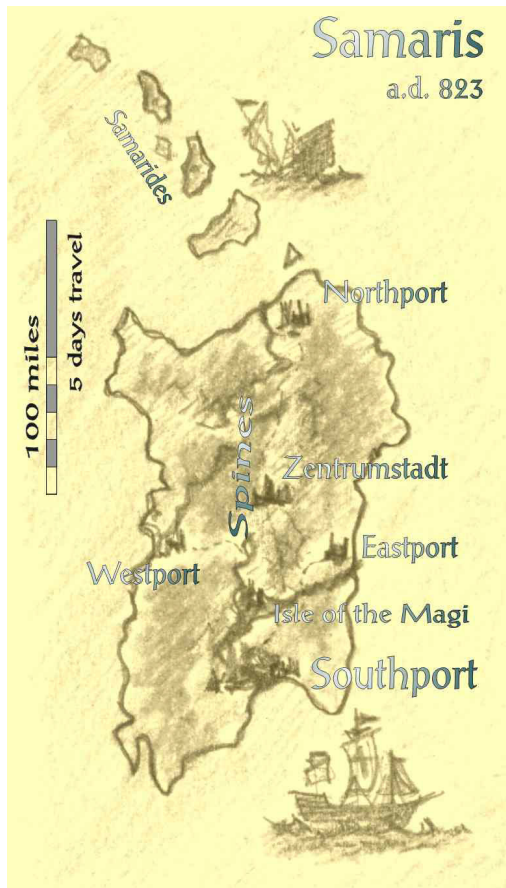 Samaris
a.d. 823
Samarides
Northport
100 miles
5 days travel
Spines
Zentrumstadt
Eastport
Westport
Isle of the Magi
Southport